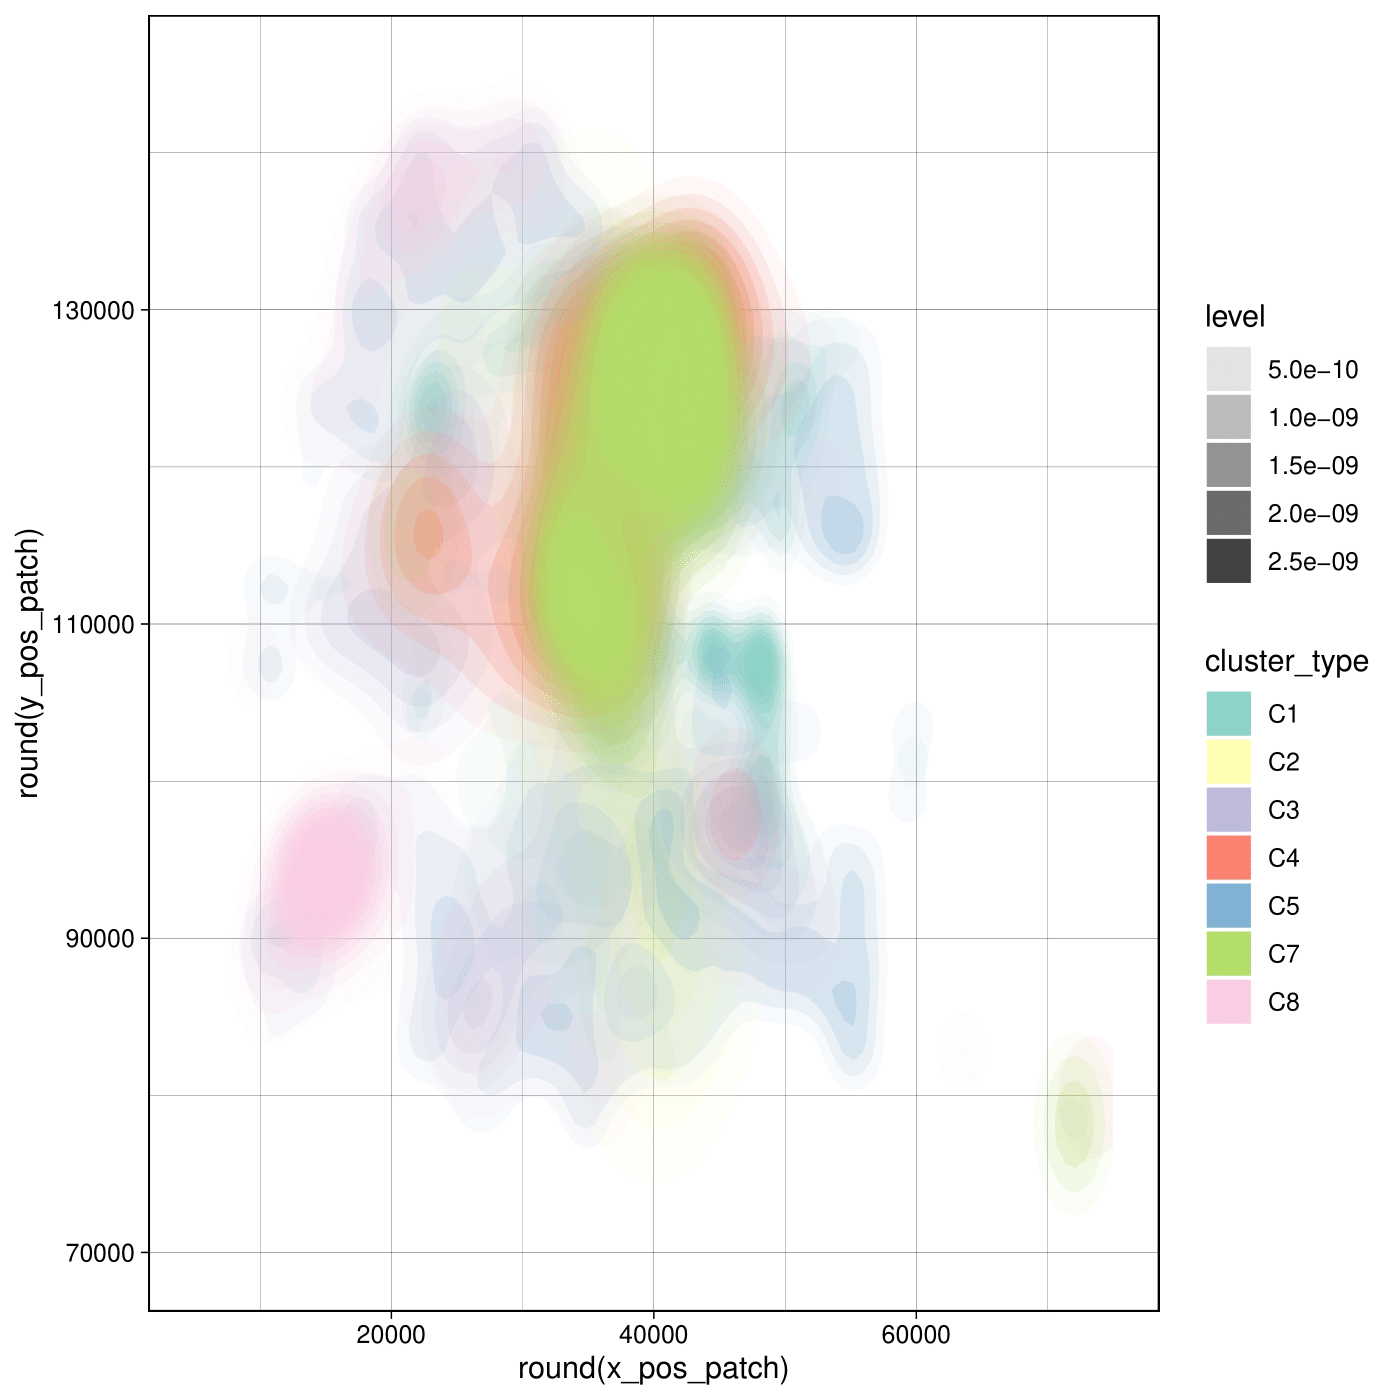 level
5.0e−10
1.0e−09
1.5e−09
2.0e−09
2.5e−09
cluster_type
C1
C2
C3
C4
C5
C7
C8
130000
110000
90000
70000
round(y_pos_patch)
20000
40000
60000
round(x_pos_patch)